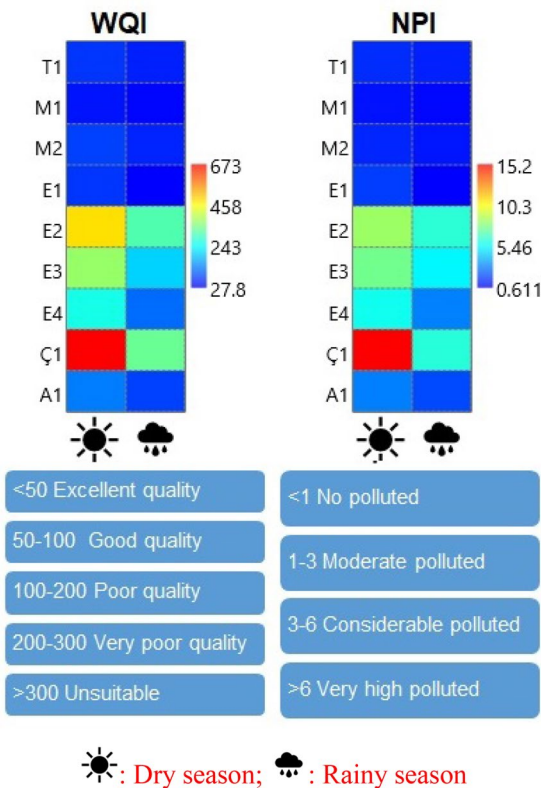 WQI
T1
M1
M2
E1
E2
E3
E4
Ç1
A1
673
458
243
27.8
NPI
T1
M1
M2
E1
E2
E3
E4
Ç1
A1
15.2
10.3
5.46
0.611
<50 Excellent quality
50-100 Good quality
100-200 Poor quality
200-300 Very poor quality
>300 Unsuitable
<1 No polluted
1-3 Moderate polluted
3-6 Considerable polluted
>6 Very high polluted
: Dry season; : Rainy season